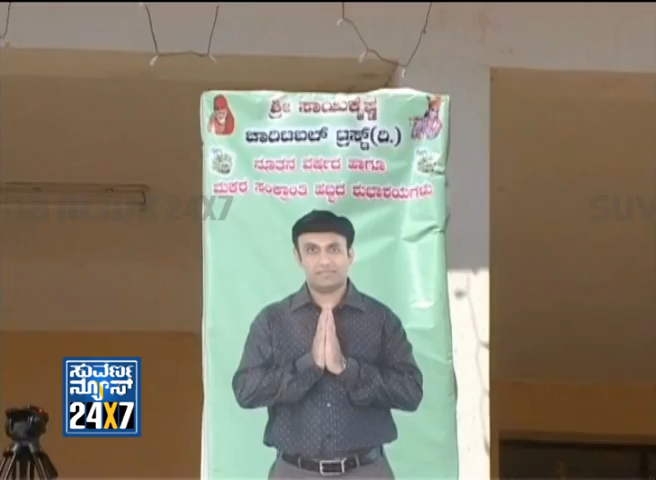 ಶ್ರೀ ಸಾಯಿಕೃಷ್ಣ
ಚಾರಿಟಬಲ್ ಟ್ರಸ್ಟ್(ರಿ.)
ನೂತನ ವರ್ಷದ ಹಾಗೂ
ಮಕರ ಸಂಕ್ರಾಂತಿ ಹಬ್ಬದ ಶುಭಾಶಯಗಳು
ಸುವರ್ಣ
ನ್ಯೂಸ್
24X7